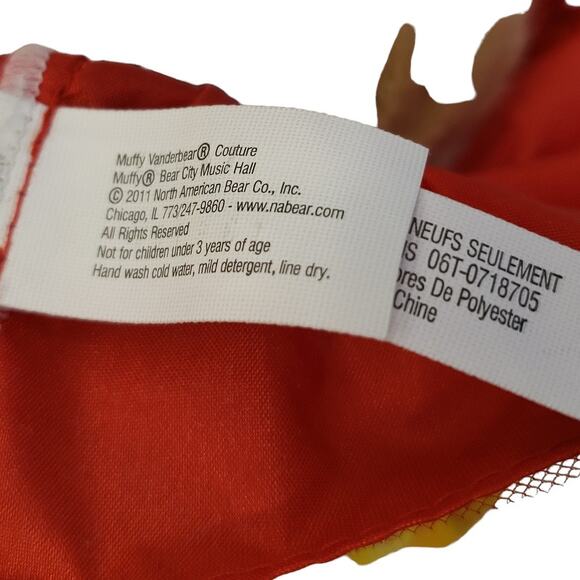 Muffy Vanderbear® Couture
Muffy® Bear City Music Hall
© 2011 North American Bear Co., Inc.
Chicago, IL 773/247-9860 - www.nabear.com.
All Rights Reserved
Not for children under 3 years of age
Hand wash cold water, mild detergent, line dry.
NEUFS SEULEMENT
06T-0718705
De Polyester
Chine